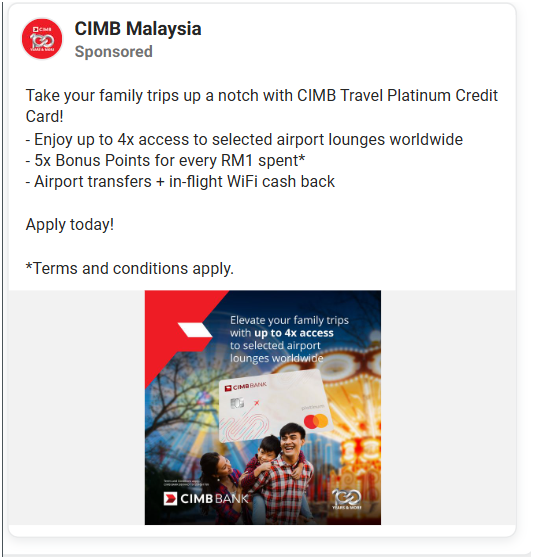 CIMB
100
YEARS & MORE
CIMB Malaysia
Sponsored
Take your family trips up a notch with CIMB Travel Platinum Credit
Card!
- Enjoy up to 4x access to selected airport lounges worldwide
- 5x Bonus Points for every RM1 spent*
- Airport transfers + in-flight WiFi cash back
Apply today!
*Terms and conditions apply.
Elevate your family trips
with up to 4x access
to selected airport
lounges worldwide
CIMB BANK
platinum
CIMB BANK
100
YEARS & MORE